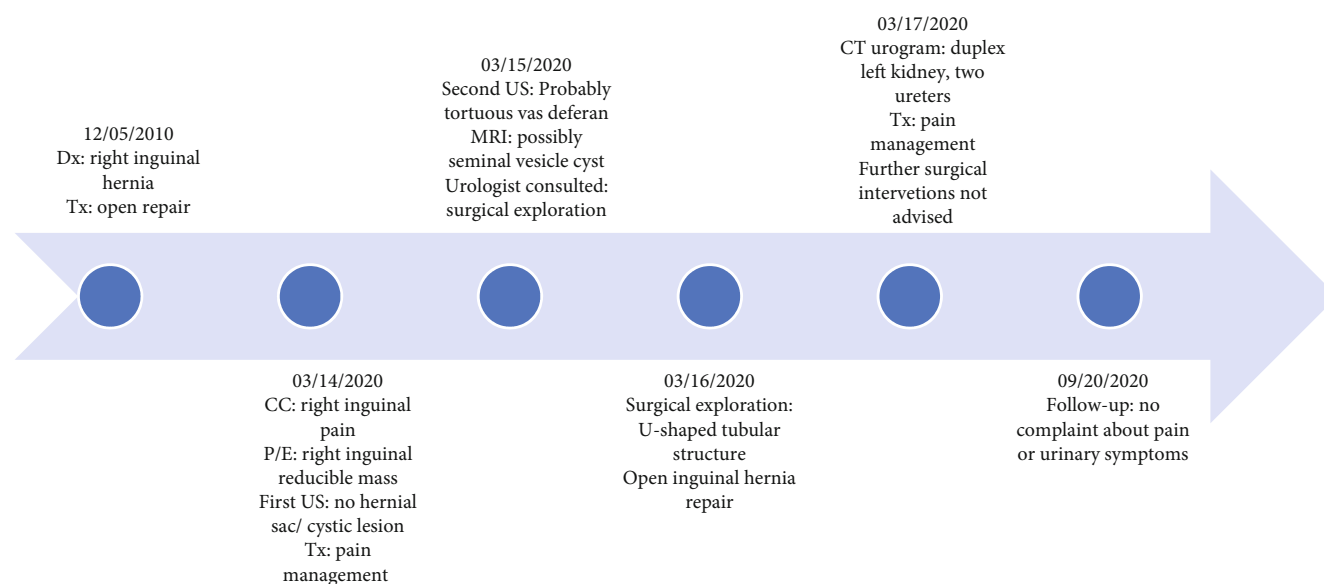 12/05/2010
Dx: right inguinal
hernia
Tx: open repair
03/14/2020
CC: right inguinal
pain
P/E: right inguinal
reducible mass
First US: no hernial
sac/ cystic lesion
Tx: pain
management
03/15/2020
Second US: Probably
tortuous vas deferan
MRI: possibly
seminal vesicle cyst
Urologist consulted:
surgical exploration
03/16/2020
Surgical exploration:
U-shaped tubular
structure
Open inguinal hernia
repair
03/17/2020
CT urogram: duplex
left kidney, two
ureters
Tx: pain
management
Further surgical
intervetions not
advised
09/20/2020
Follow-up: no
complaint about pain
or urinary symptoms